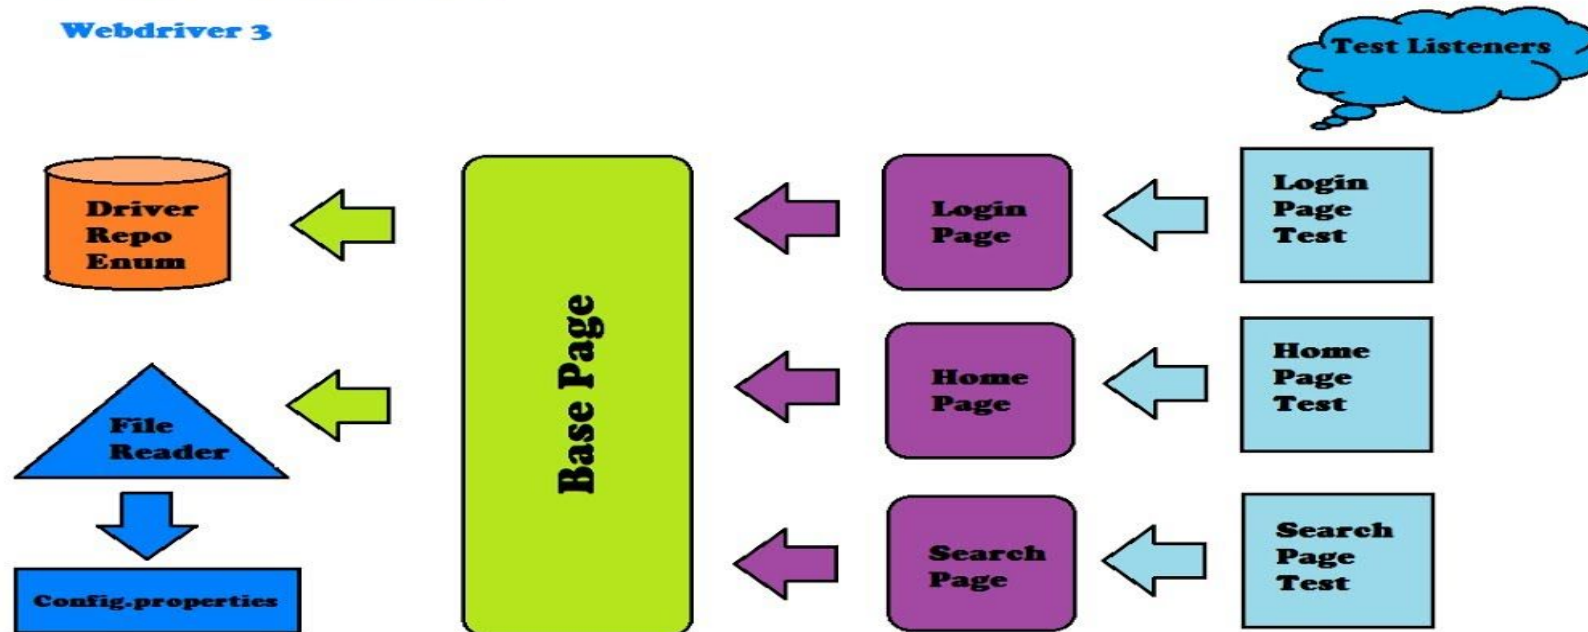 Webdriver 3
Test Listeners
Driver
Repo
Enum
File
Reader
Config.properties
Base Page
Login
Page
Home
Page
Search
Page
Login
Page
Test
Home
Page
Test
Search
Page
Test